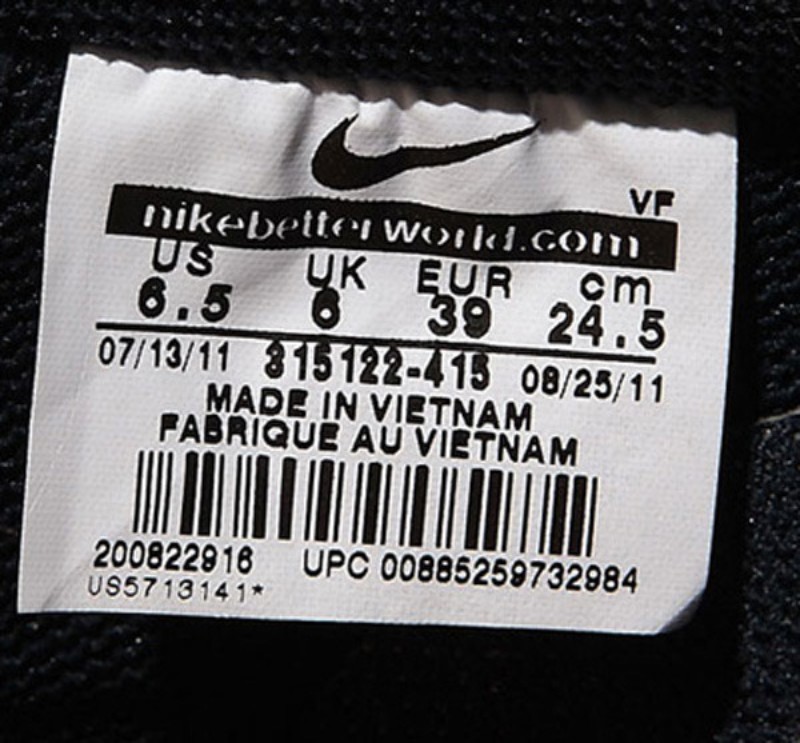 VF
nikebetterworld.com
US UK EUR cm
6.5 6 39 24.5
07/13/11 315122-415 08/25/11
MADE IN VIETNAM
FABRIQUE AU VIETNAM
200822916 UPC 00885259732984
US5713141*